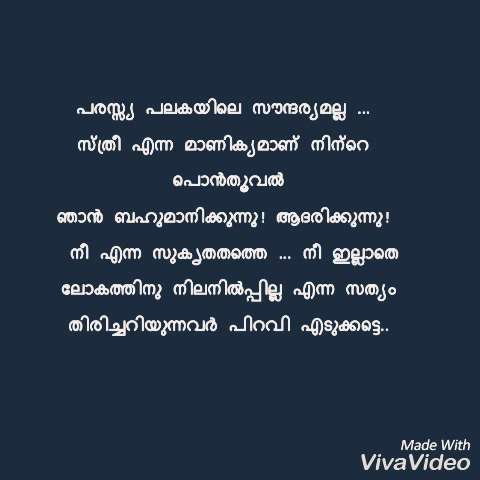 പരസ്സ്യ പലകയിലെ സൗന്ദര്യമല്ല ...
സ്ത്രീ എന്ന മാണിക്യമാണ് നിന്റെ
പൊൻതൂവൽ
ഞാൻ ബഹുമാനിക്കുന്നു! ആദരിക്കുന്നു!
നീ എന്ന സുകൃതതത്തെ ... നീ ഇല്ലാതെ
ലോകത്തിനു നിലനിൽപ്പില്ല എന്ന സത്യം
തിരിച്ചറിയുന്നവർ പിറവി എടുക്കട്ടെ..
Made With
VivaVideo